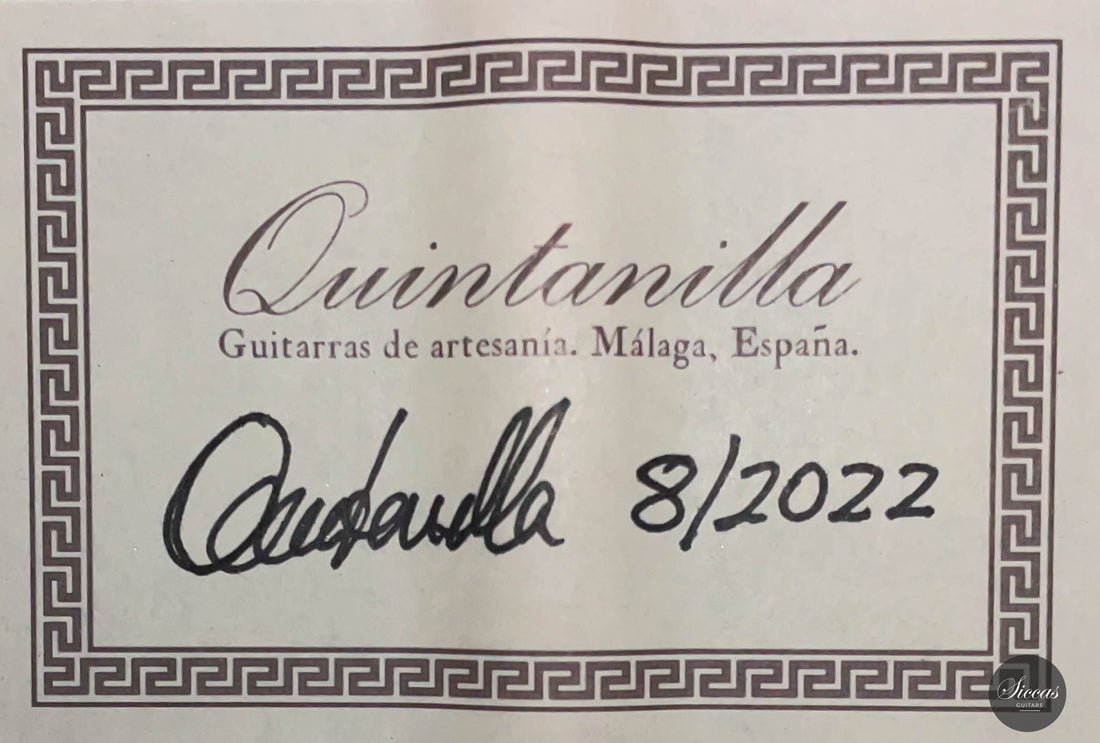 Quintanilla
Guitarras de artesanía. Málaga, España.
Quintanilla 8/2022
Siccas
GUITARS